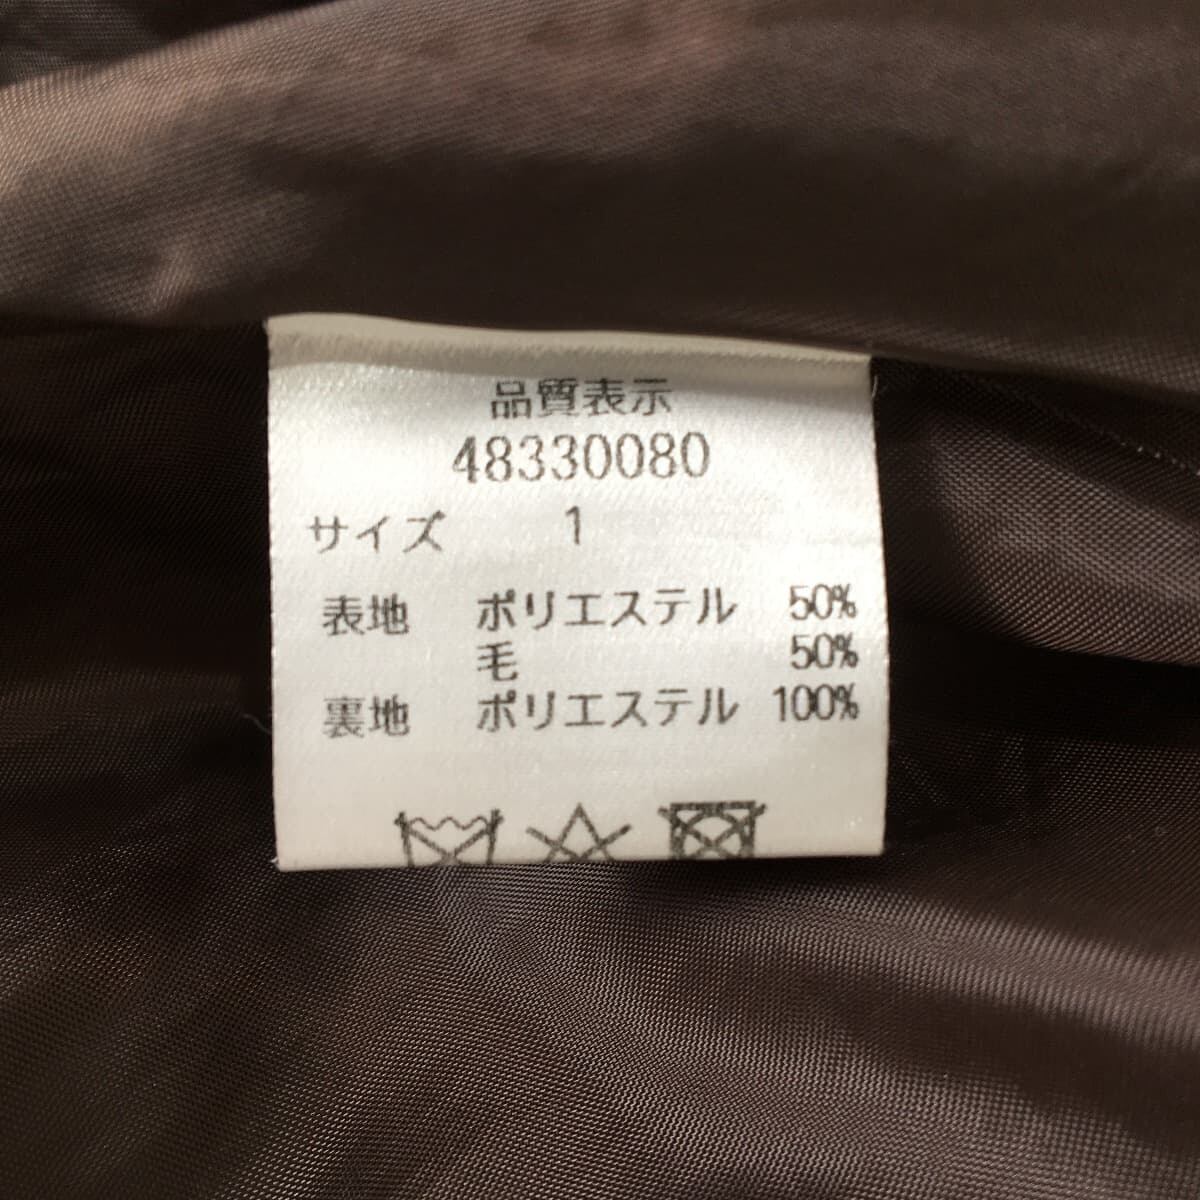 品質表示
48330080
サイズ 1
表地 ポリエステル 50%
毛 50%
裏地 ポリエステル 100%